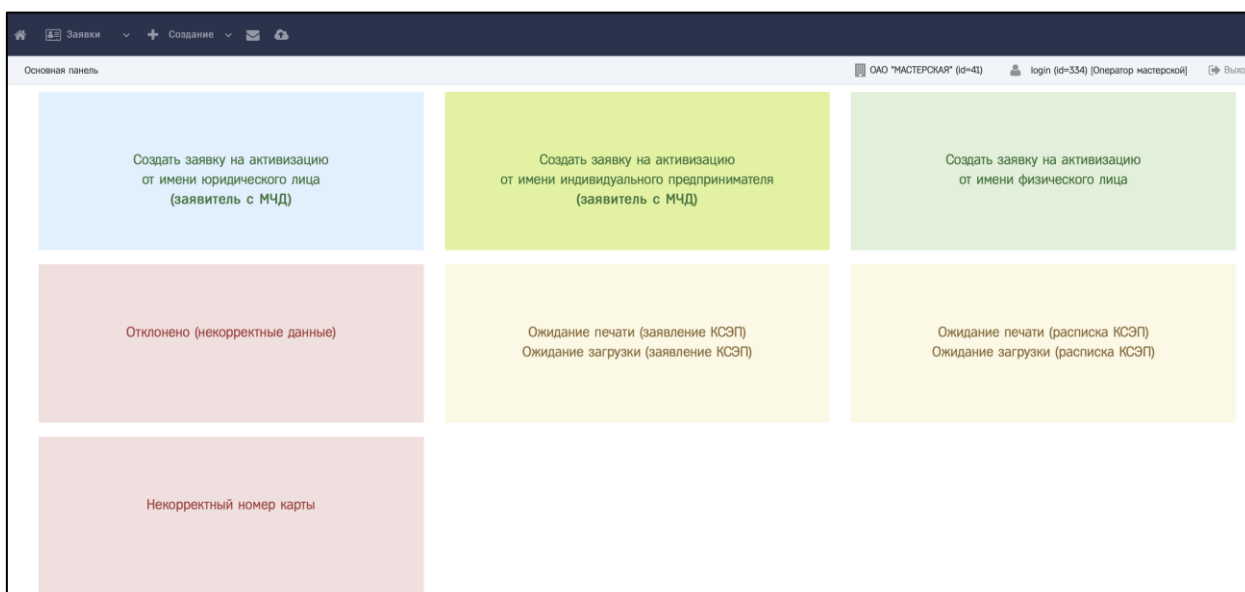 Заявки
Создание
Основная панель
ОАО "МАСТЕРСКАЯ" (id=41)
login (id=334) [Оператор мастерской]
Выхо
Создать заявку на активизацию
от имени юридического лица
(заявитель с МЧД)
Создать заявку на активизацию
от имени индивидуального предпринимателя
(заявитель с МЧД)
Создать заявку на активизацию
от имени физического лица
Отклонено (некорректные данные)
Ожидание печати (заявление КСЭП)
Ожидание загрузки (заявление КСЭП)
Ожидание печати (расписка КСЭП)
Ожидание загрузки (расписка КСЭП)
Некорректный номер карты